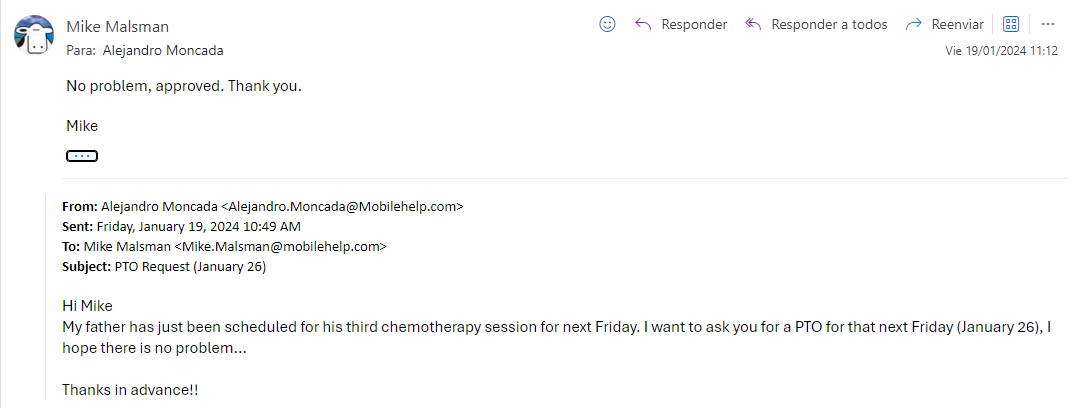 Mike Malsman
Responder
Responder a todos
Reenviar
Para: Alejandro Moncada
Vie 19/01/2024 11:12
No problem, approved. Thank you.
Mike
From: Alejandro Moncada <Alejandro.Moncada@Mobilehelp.com>
Sent: Friday, January 19, 2024 10:49 AM
To: Mike Malsman <Mike.Malsman@mobilehelp.com>
Subject: PTO Request (January 26)
Hi Mike
My father has just been scheduled for his third chemotherapy session for next Friday. I want to ask you for a PTO for that next Friday (January 26), I
hope there is no problem...
Thanks in advance!!